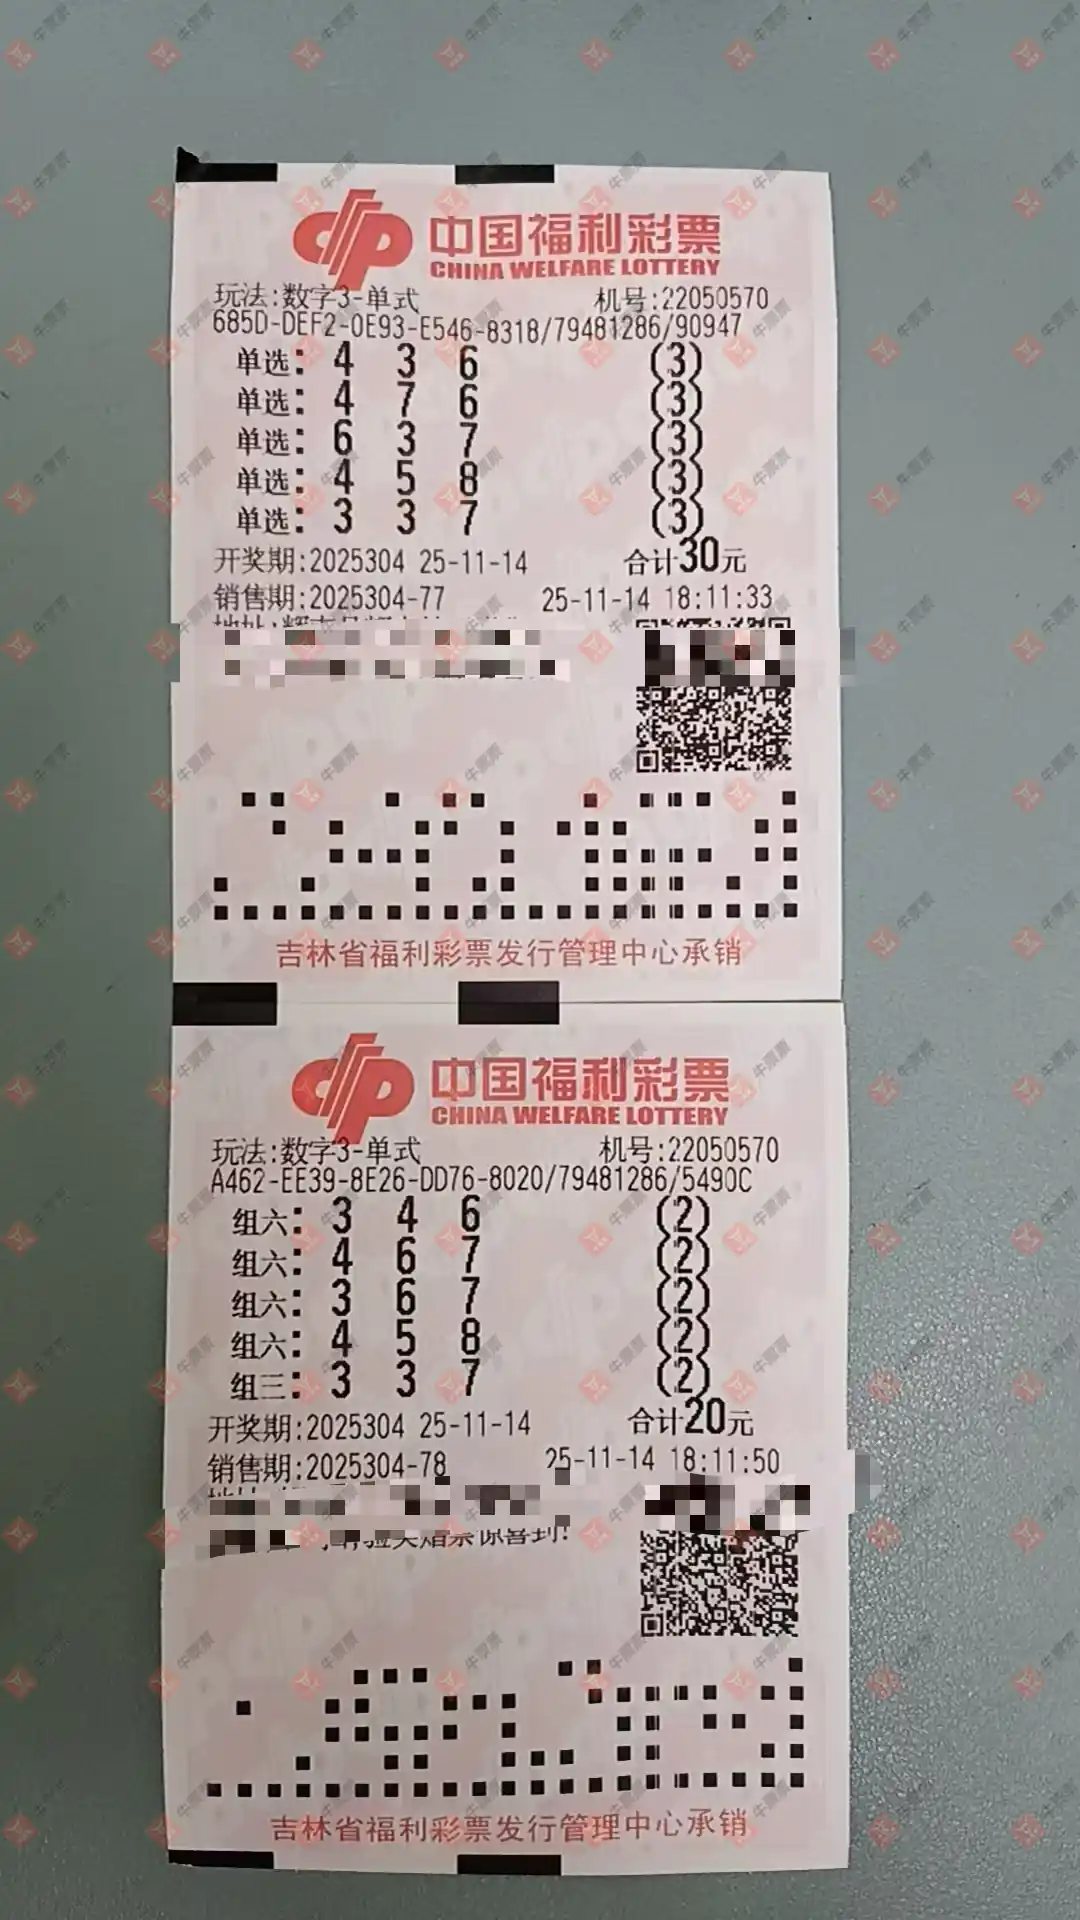 中国福利彩票
CHINA WELFARE LOTTERY
玩法:数字3-单式 机号:22050570
685D-DEF2-0E93-E546-8318/79481286/90947
单选: 4 3 6 (3)
单选: 4 7 6 (3)
单选: 6 3 7 (3)
单选: 4 5 8 (3)
单选: 3 3 7 (3)
开奖期:2025304 25-11-14 合计30元
销售期:2025304-77 25-11-14 18:11:33
地址:
吉林省福利彩票发行管理中心承销
中国福利彩票
CHINA WELFARE LOTTERY
玩法:数字3-单式 机号:22050570
A462-EE39-8E26-DD76-8020/79481286/5490C
组六: 3 4 6 (2)
组六: 4 6 7 (2)
组六: 3 6 7 (2)
组六: 4 5 8 (2)
组三: 3 3 7 (2)
开奖期:2025304 25-11-14 合计20元
销售期:2025304-78 25-11-14 18:11:50
惊喜到!
吉林省福利彩票发行管理中心承销